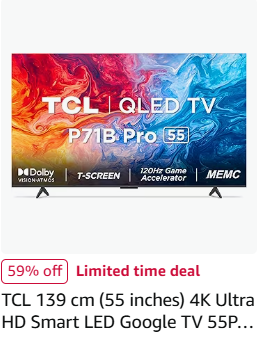 TCL | QLED TV
P71B Pro 55
Dolby
VISION·ATMOS
T-SCREEN
120Hz Game
Accelerator
MEMC
59% off Limited time deal
TCL 139 cm (55 inches) 4K Ultra
HD Smart LED Google TV 55P...